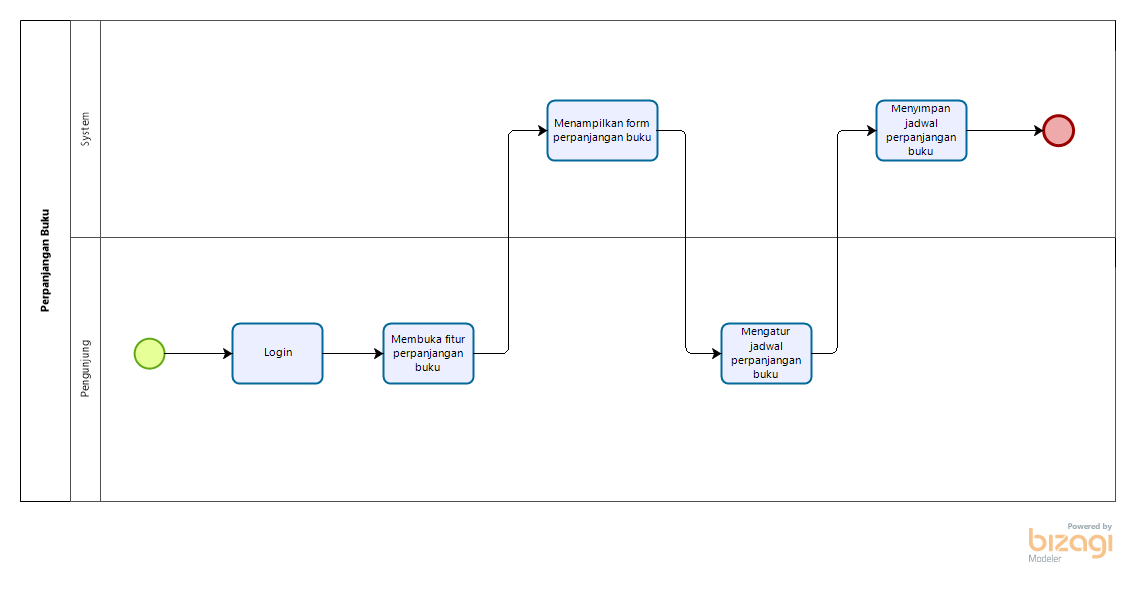 Perpanjangan Buku
System
Menampilkan form
perpanjangan buku
Menyimpan
jadwal
perpanjangan
buku
Pengunjung
Login
Membuka fitur
perpanjangan
buku
Mengatur
jadwal
perpanjangan
buku
Powered by
bizagi
Modeler